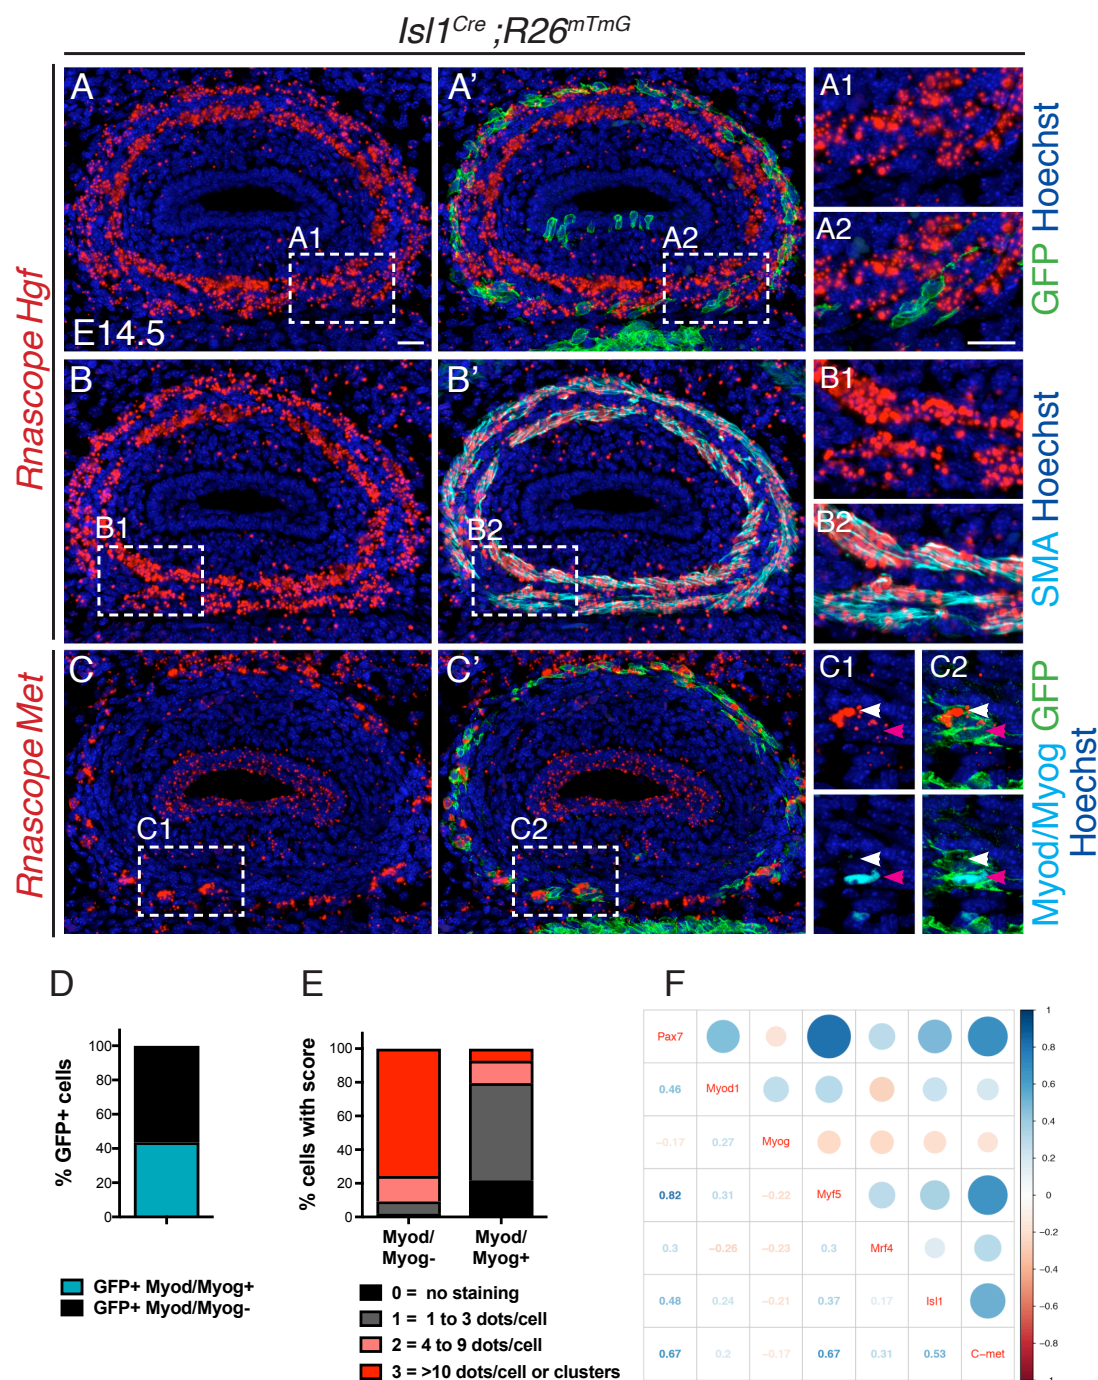 Isl1Cre ;R26mTmG
Rnascope Hgf
A
A1
E14.5
A'
A2
A1
A2
GFP Hoechst
B
B1
B'
B2
B1
B2
SMA Hoechst
Rnascope Met
C
C1
C'
C2
C1
C2
Myod/Myog GFP
Hoechst
D
% GFP+ cells
100
80
60
40
20
0
GFP+ Myod/Myog+
GFP+ Myod/Myog-
E
% cells with score
100
80
60
40
20
0
Myod/
Myog-
Myod/
Myog+
0 = no staining
1 = 1 to 3 dots/cell
2 = 4 to 9 dots/cell
3 = >10 dots/cell or clusters
F
Pax7
0.46 Myod1
−0.17 0.27 Myog
0.82 0.31 −0.22 Myf5
0.3 −0.26 −0.23 0.3 Mrf4
0.48 0.24 −0.21 0.37 0.17 Isl1
0.67 0.2 −0.17 0.67 0.31 0.53 C−met
1
0.8
0.6
0.4
0.2
0
−0.2
−0.4
−0.6
−0.8
−1